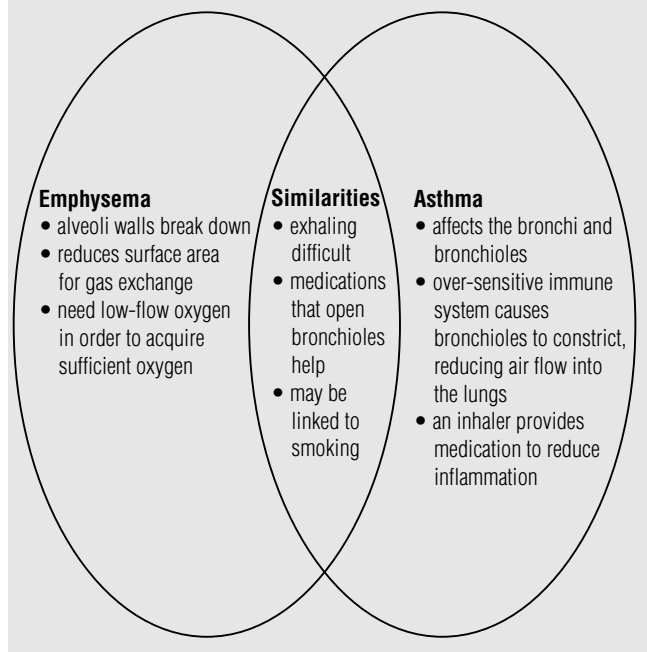 Emphysema
• alveoli walls break down
• reduces surface area
for gas exchange
• need low-flow oxygen
in order to acquire
sufficient oxygen
Similarities
• exhaling
difficult
• medications
that open
bronchioles
help
• may be
linked to
smoking
Asthma
• affects the bronchi and
bronchioles
• over-sensitive immune
system causes
bronchioles to constrict,
reducing air flow into
the lungs
• an inhaler provides
medication to reduce
inflammation